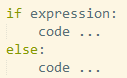 if expression:
    code ...
else:
    code ...